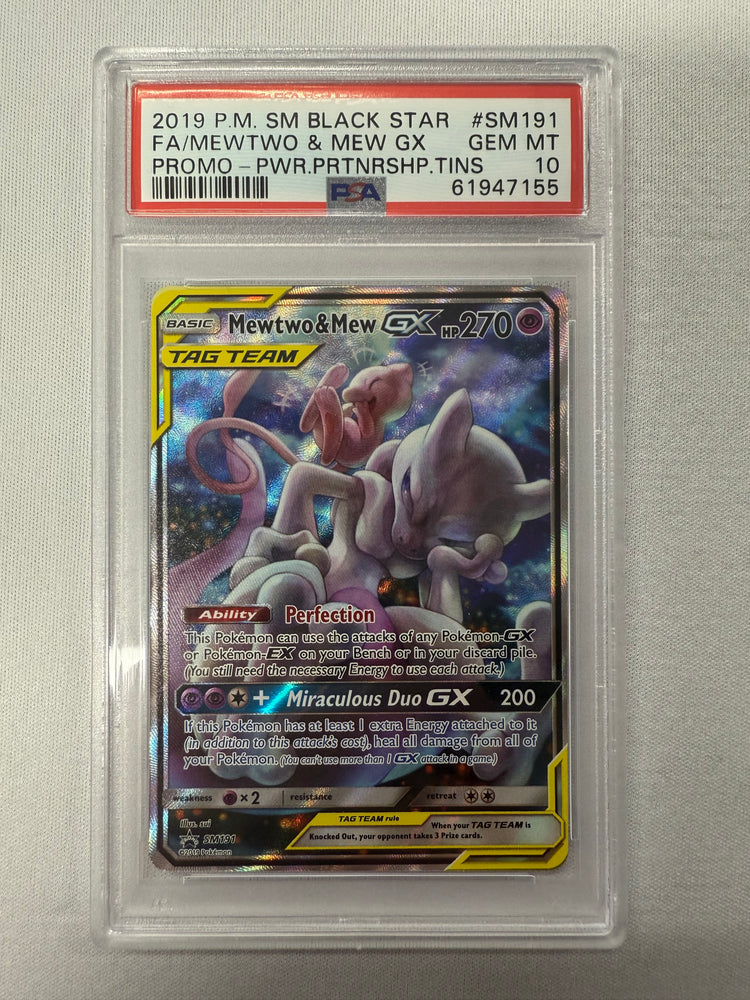 2019 P.M. SM BLACK STAR #SM191
FA/MEWTWO & MEW GX GEM MT
PROMO - PWR.PRTNRSHP.TINS 10
PSA 61947155
BASIC Mewtwo&Mew GX HP270
TAG TEAM
Ability Perfection
This Pokémon can use the attacks of any Pokémon-GX
or Pokémon-EX on your Bench or in your discard pile.
(You still need the necessary Energy to use each attack.)
+ Miraculous Duo GX 200
If this Pokémon has at least 1 extra Energy attached to it
(in addition to this attack's cost), heal all damage from all of
your Pokémon. (You can't use more than 1 GX attack in a game.)
weakness ×2 resistance retreat
TAG TEAM rule When your TAG TEAM is
Knocked Out, your opponent takes 3 Prize cards.
Illus. sui
SM191
©2019 Pokémon